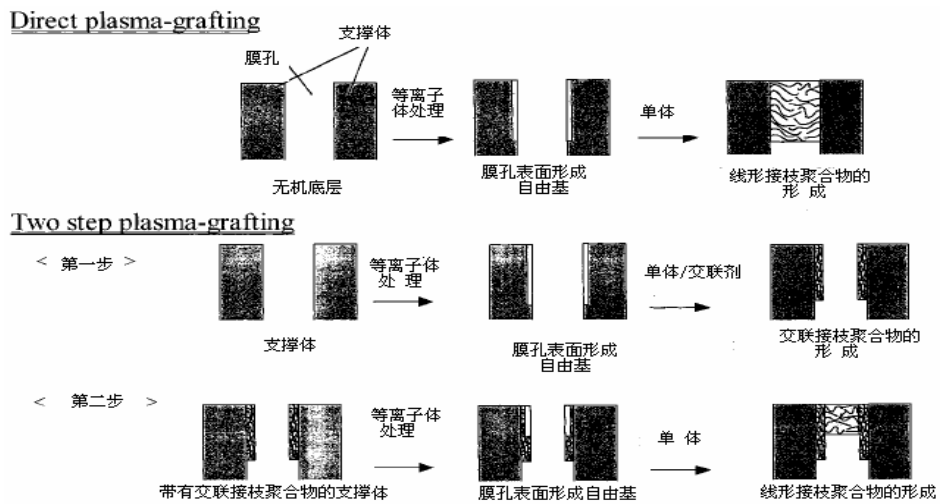 Direct plasma-grafting
支撑体
膜孔
等离子
体处理
单体
无机底层
膜孔表面形成
自由基
线形接枝聚合物的
形 成
Two step plasma-grafting
< 第一步 >
等离子体
处 理
单体/交联剂
支撑体
膜孔表面形成
自由基
交联接枝聚合物的
形 成
< 第二步 >
等离子体
处理
单 体
带有交联接枝聚合物的支撑体
膜孔表面形成自由基
线形接枝聚合物的形成